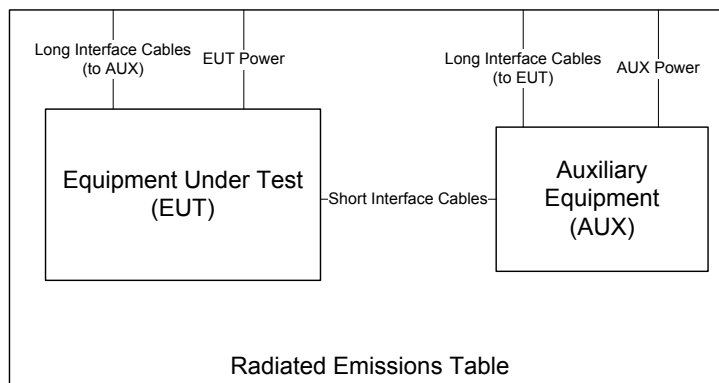 Long Interface Cables
(to AUX)
EUT Power
Long Interface Cables
(to EUT)
AUX Power
Equipment Under Test
(EUT)
Short Interface Cables
Auxiliary
Equipment
(AUX)
Radiated Emissions Table